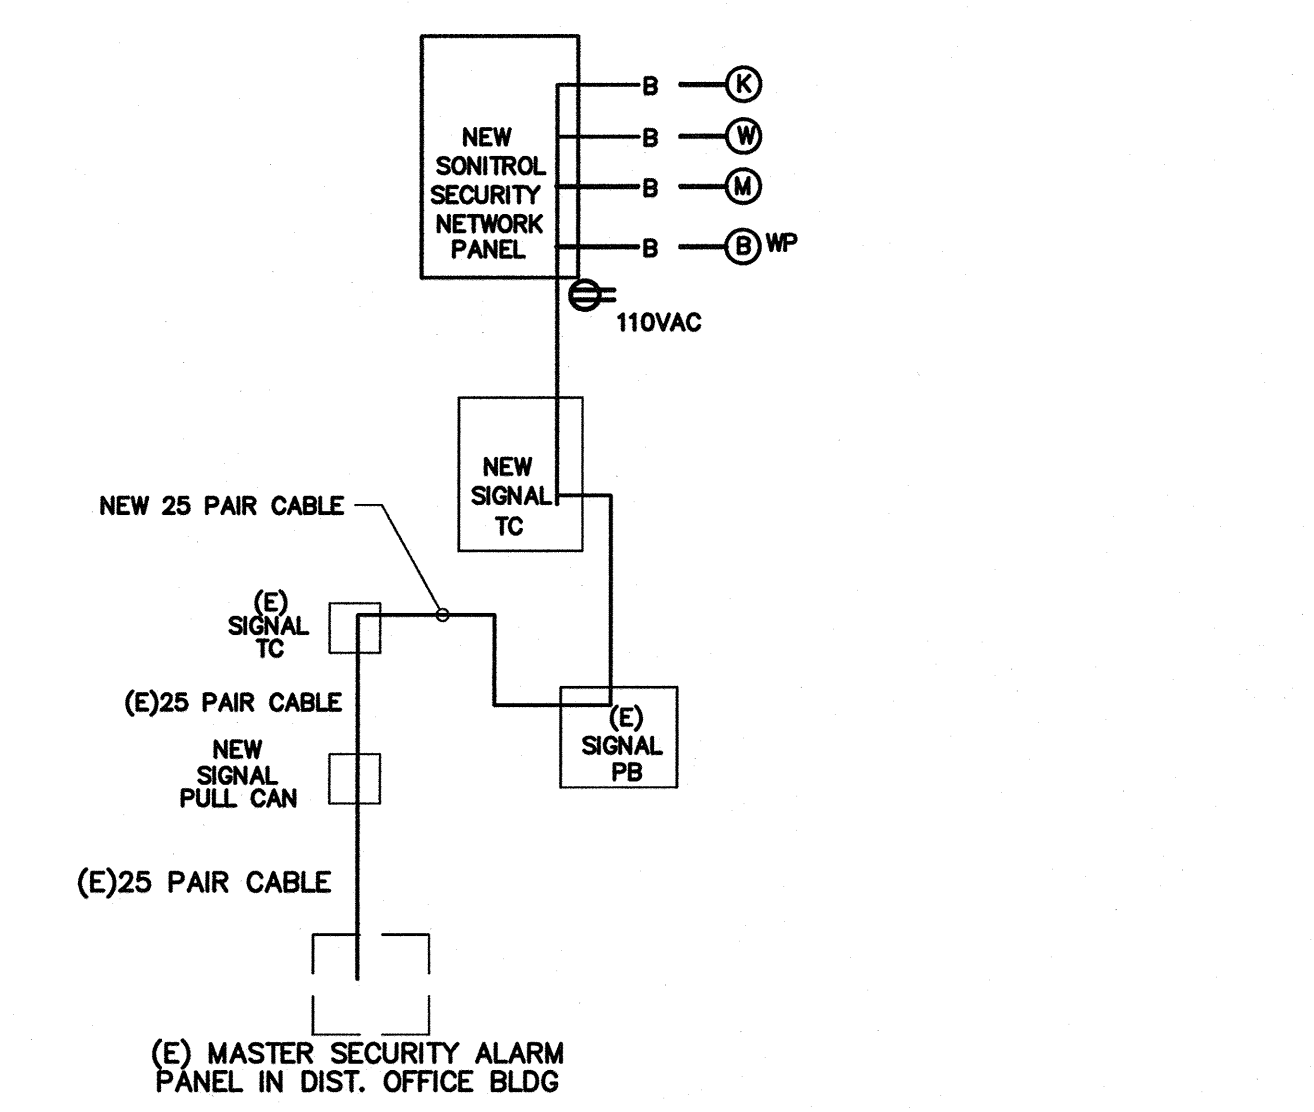 B K
B W
B M
B B WP
NEW
SONITROL
SECURITY
NETWORK
PANEL
110VAC
NEW
SIGNAL
TC
NEW 25 PAIR CABLE
(E)
SIGNAL
TC
(E)25 PAIR CABLE
(E)
SIGNAL
PB
NEW
SIGNAL
PULL CAN
(E)25 PAIR CABLE
(E) MASTER SECURITY ALARM
PANEL IN DIST. OFFICE BLDG